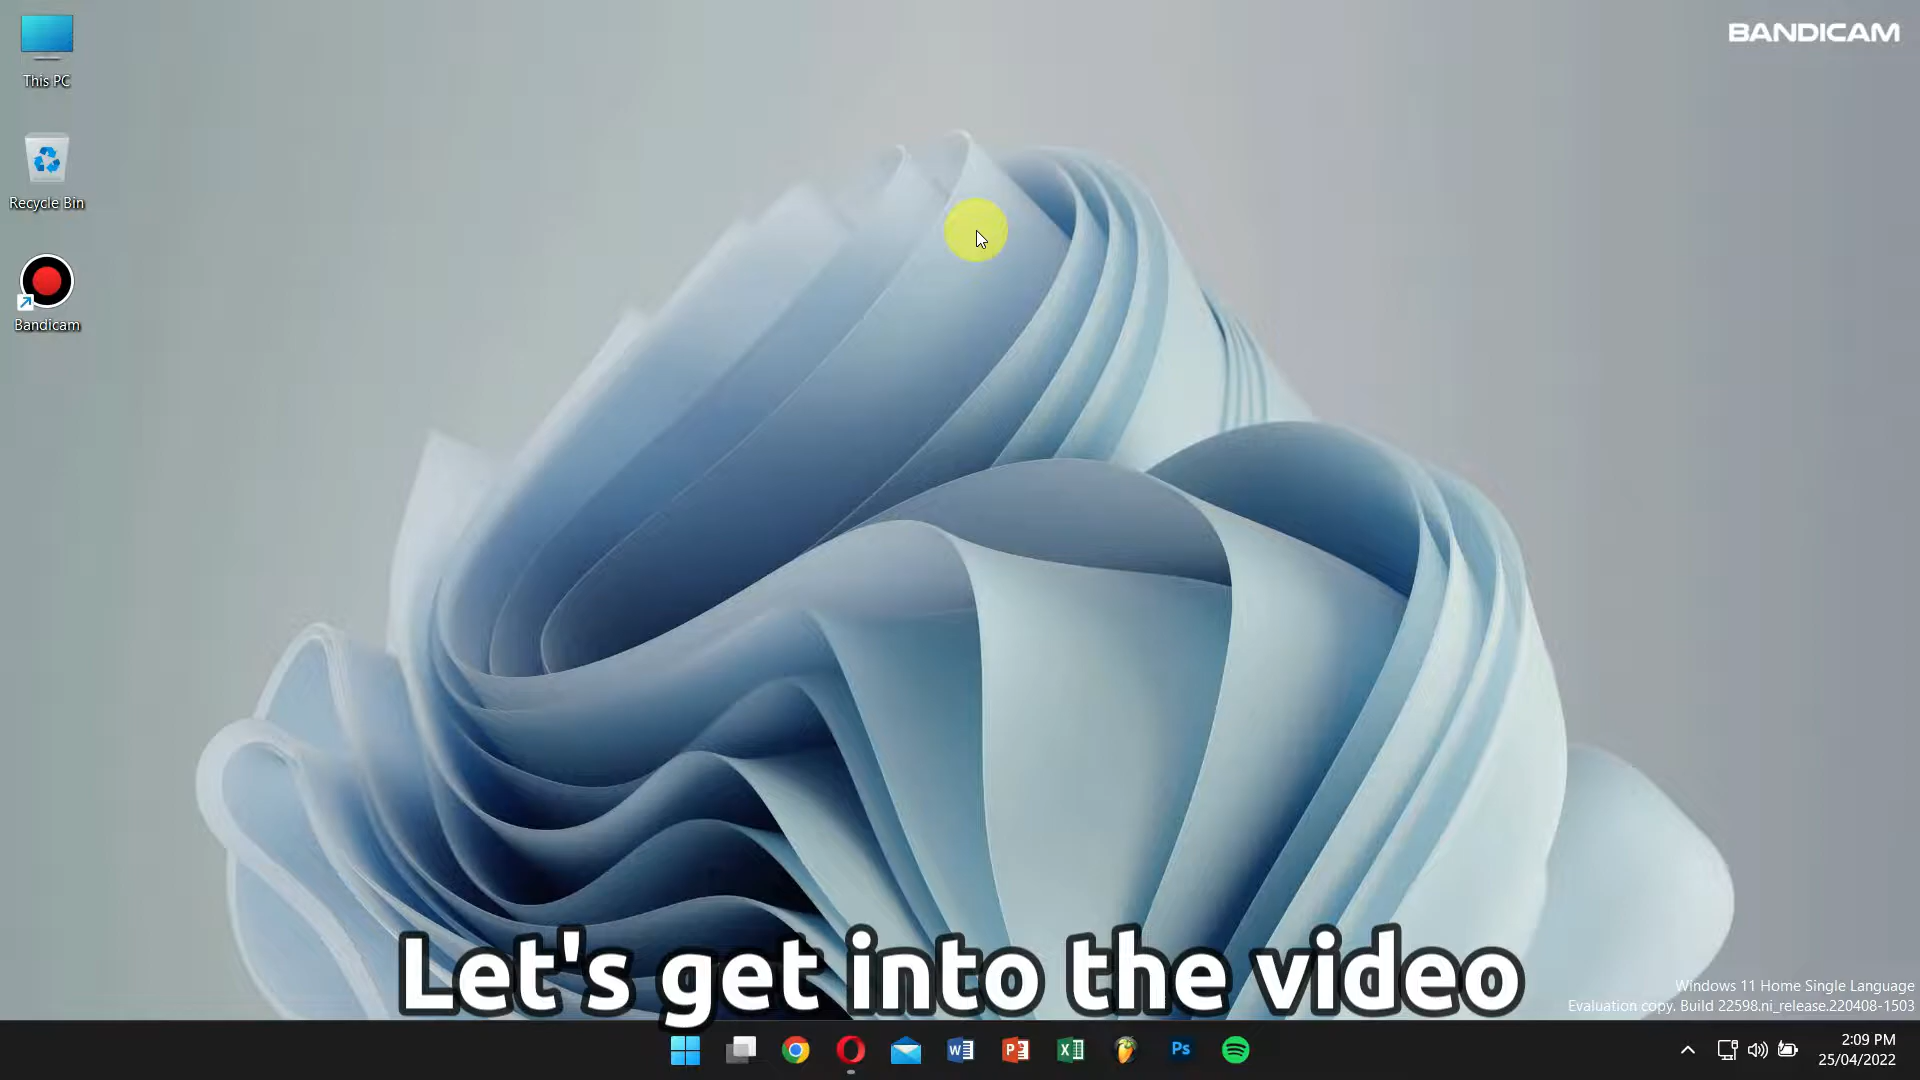 BANDICAM
This PC
Recycle Bin
Bandicam
Let's get into the video
Windows 11 Home Single Language
Evaluation copy. Build 22598.ni_release.220408-1503
Ps
2:09 PM
25/04/2022